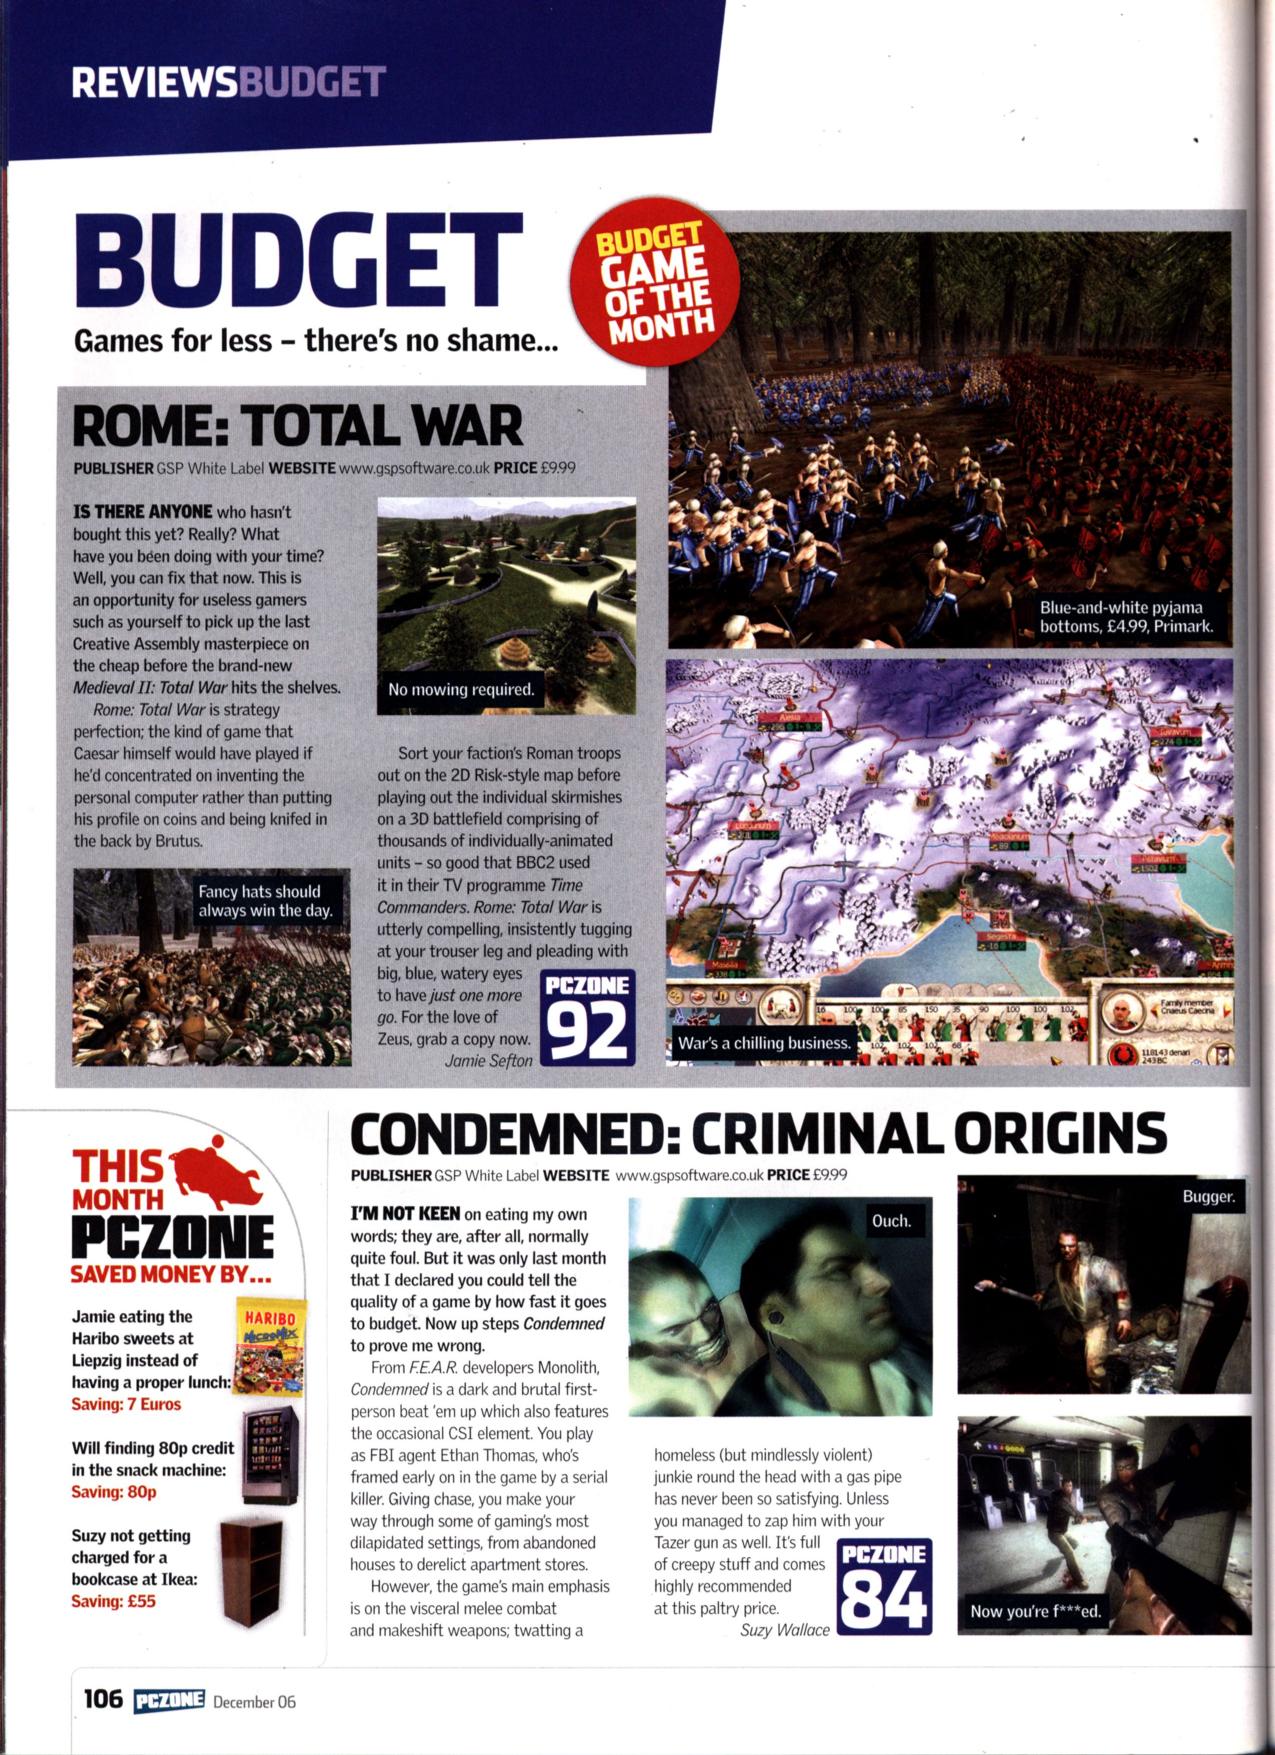 REVIEWSBUDGET
BUDGET
Games for less – there's no shame...
BUDGET
GAME
OF THE
MONTH
ROME: TOTAL WAR
PUBLISHER GSP White Label WEBSITE www.gspsoftware.co.uk PRICE £9.99
IS THERE ANYONE who hasn't
bought this yet? Really? What
have you been doing with your time?
Well, you can fix that now. This is
an opportunity for useless gamers
such as yourself to pick up the last
Creative Assembly masterpiece on
the cheap before the brand-new
Medieval II: Total War hits the shelves.
Rome: Total War is strategy
perfection; the kind of game that
Caesar himself would have played if
he'd concentrated on inventing the
personal computer rather than putting
his profile on coins and being knifed in
the back by Brutus.
Fancy hats should
always win the day.
No mowing required.
Sort your faction's Roman troops
out on the 2D Risk-style map before
playing out the individual skirmishes
on a 3D battlefield comprising of
thousands of individually-animated
units – so good that BBC2 used
it in their TV programme Time
Commanders. Rome: Total War is
utterly compelling, insistently tugging
at your trouser leg and pleading with
big, blue, watery eyes
to have just one more
go. For the love of
Zeus, grab a copy now.
Jamie Sefton
PCZONE
92
Blue-and-white pyjama
bottoms, £4.99, Primark.
Alesia
Iuvavum
Mediolanum
Patavium
Segesta
Massilia
Family member
Gnaeus Caecina
118143 denari
243 BC
War's a chilling business.
THIS
MONTH
PCZONE
SAVED MONEY BY...
Jamie eating the
Haribo sweets at
Liepzig instead of
having a proper lunch:
Saving: 7 Euros
HARIBO
MICROMIX
Will finding 80p credit
in the snack machine:
Saving: 80p
Suzy not getting
charged for a
bookcase at Ikea:
Saving: £55
CONDEMNED: CRIMINAL ORIGINS
PUBLISHER GSP White Label WEBSITE www.gspsoftware.co.uk PRICE £9.99
I'M NOT KEEN on eating my own
words; they are, after all, normally
quite foul. But it was only last month
that I declared you could tell the
quality of a game by how fast it goes
to budget. Now up steps Condemned
to prove me wrong.
From F.E.A.R. developers Monolith,
Condemned is a dark and brutal first-
person beat 'em up which also features
the occasional CSI element. You play
as FBI agent Ethan Thomas, who's
framed early on in the game by a serial
killer. Giving chase, you make your
way through some of gaming's most
dilapidated settings, from abandoned
houses to derelict apartment stores.
However, the game's main emphasis
is on the visceral melee combat
and makeshift weapons; twatting a
Ouch.
homeless (but mindlessly violent)
junkie round the head with a gas pipe
has never been so satisfying. Unless
you managed to zap him with your
Tazer gun as well. It's full
of creepy stuff and comes
highly recommended
at this paltry price.
Suzy Wallace
PCZONE
84
Bugger.
Now you're f***ed.
106 PCZONE December 06